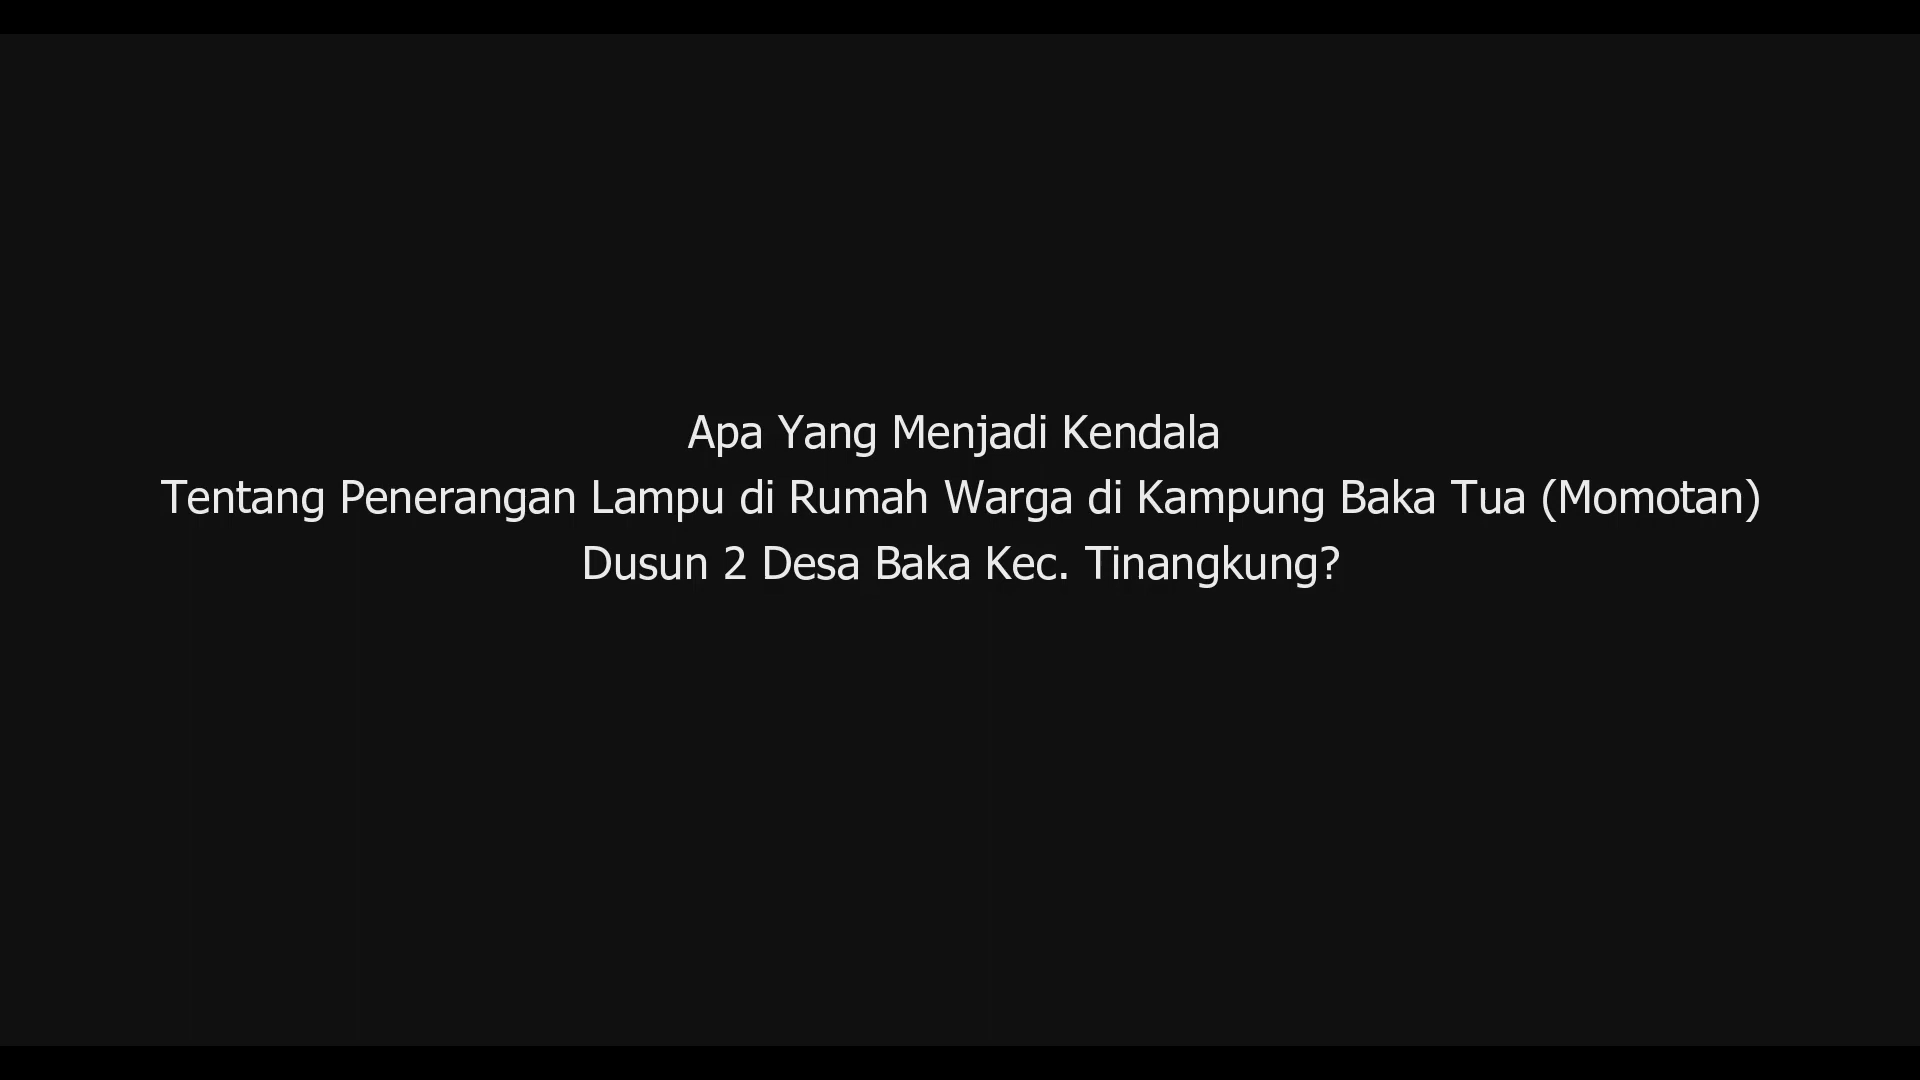 Apa Yang Menjadi Kendala
Tentang Penerangan Lampu di Rumah Warga di Kampung Baka Tua (Momotan)
Dusun 2 Desa Baka Kec. Tinangkung?